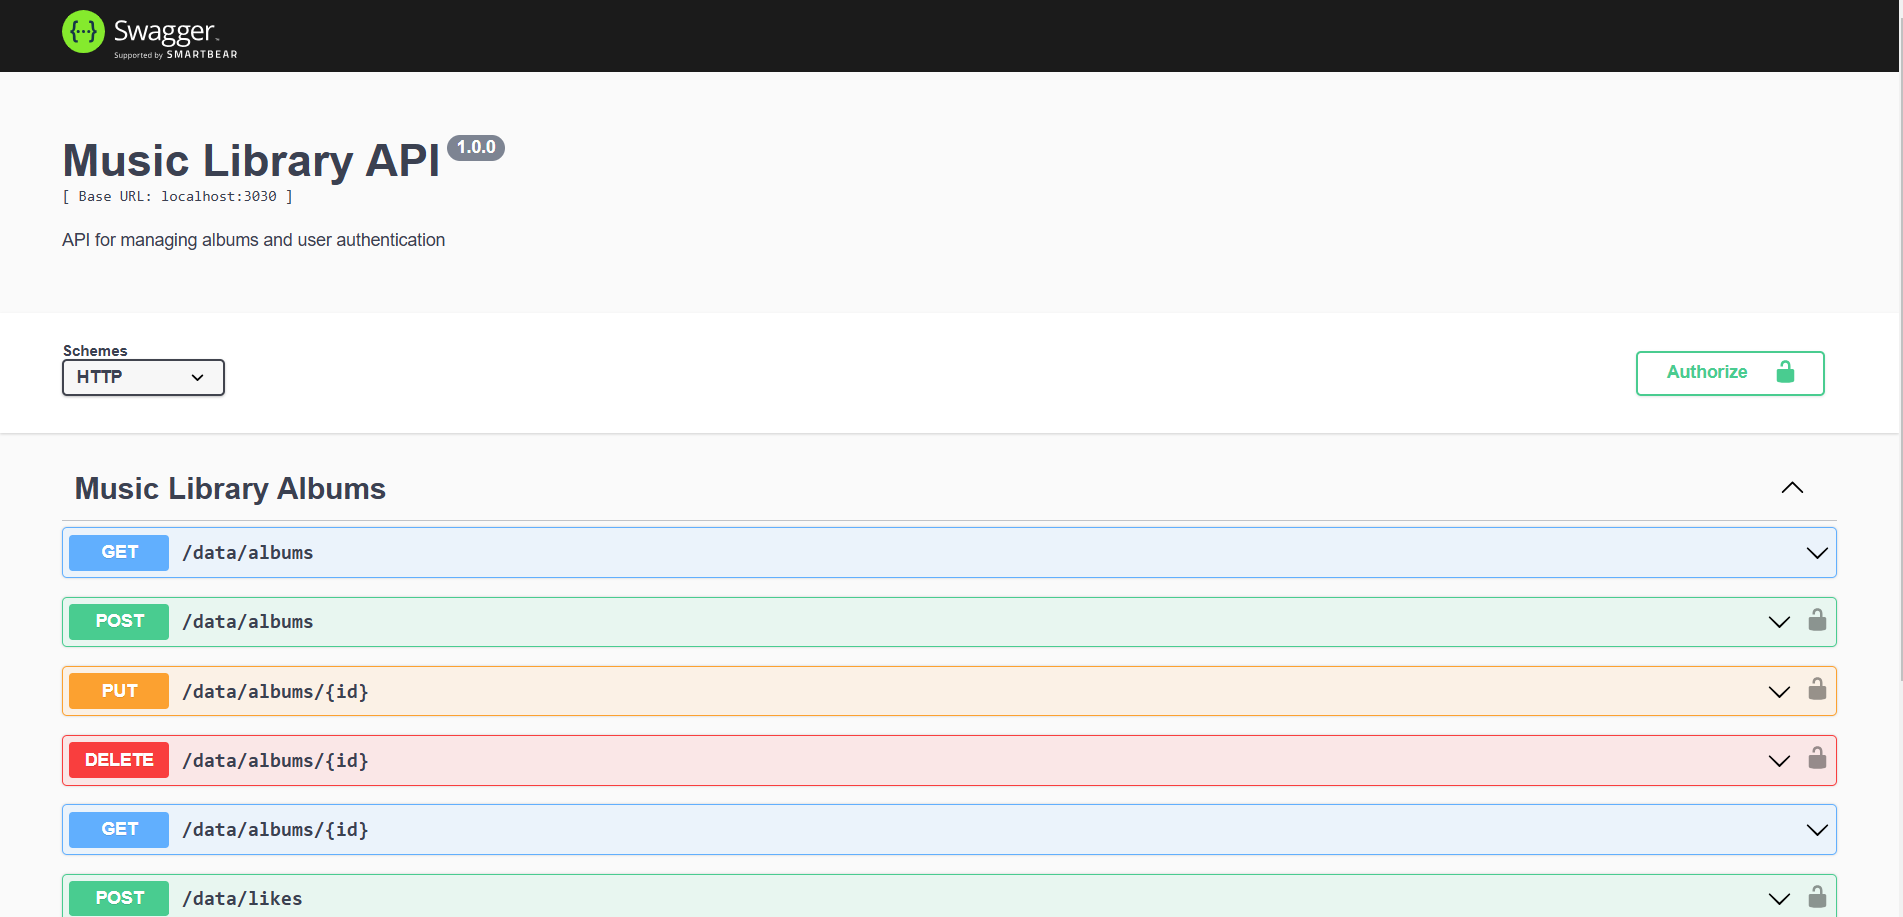 {···} Swagger™
Supported by SMARTBEAR
Music Library API 1.0.0
[ Base URL: localhost:3030 ]
API for managing albums and user authentication
Schemes
HTTP
Authorize
Music Library Albums
GET /data/albums
POST /data/albums
PUT /data/albums/{id}
DELETE /data/albums/{id}
GET /data/albums/{id}
POST /data/likes